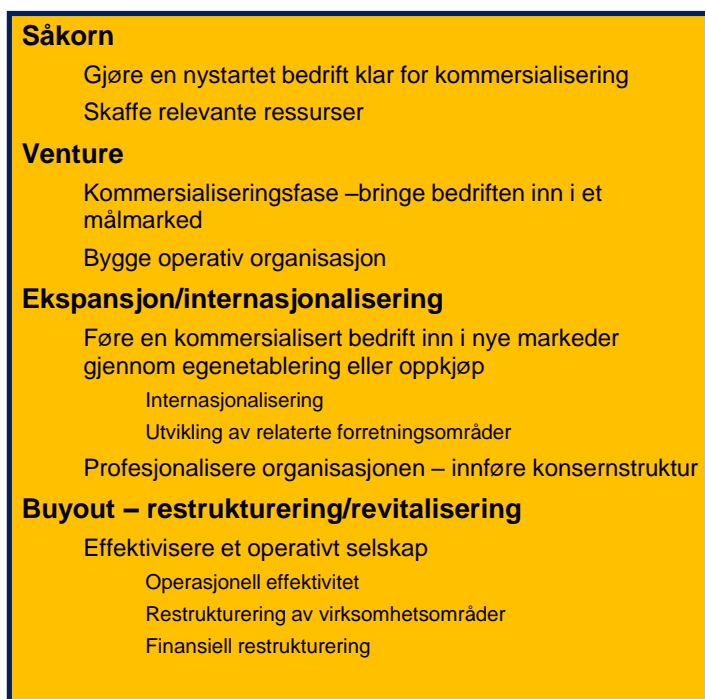 Såkorn
Gjøre en nystartet bedrift klar for kommersialisering
Skaffe relevante ressurser
Venture
Kommersialiseringsfase –bringe bedriften inn i et
målmarked
Bygge operativ organisasjon
Ekspansjon/internasjonalisering
Føre en kommersialisert bedrift inn i nye markeder
gjennom egenetablering eller oppkjøp
Internasjonalisering
Utvikling av relaterte forretningsområder
Profesjonalisere organisasjonen – innføre konsernstruktur
Buyout – restrukturering/revitalisering
Effektivisere et operativt selskap
Operasjonell effektivitet
Restrukturering av virksomhetsområder
Finansiell restrukturering